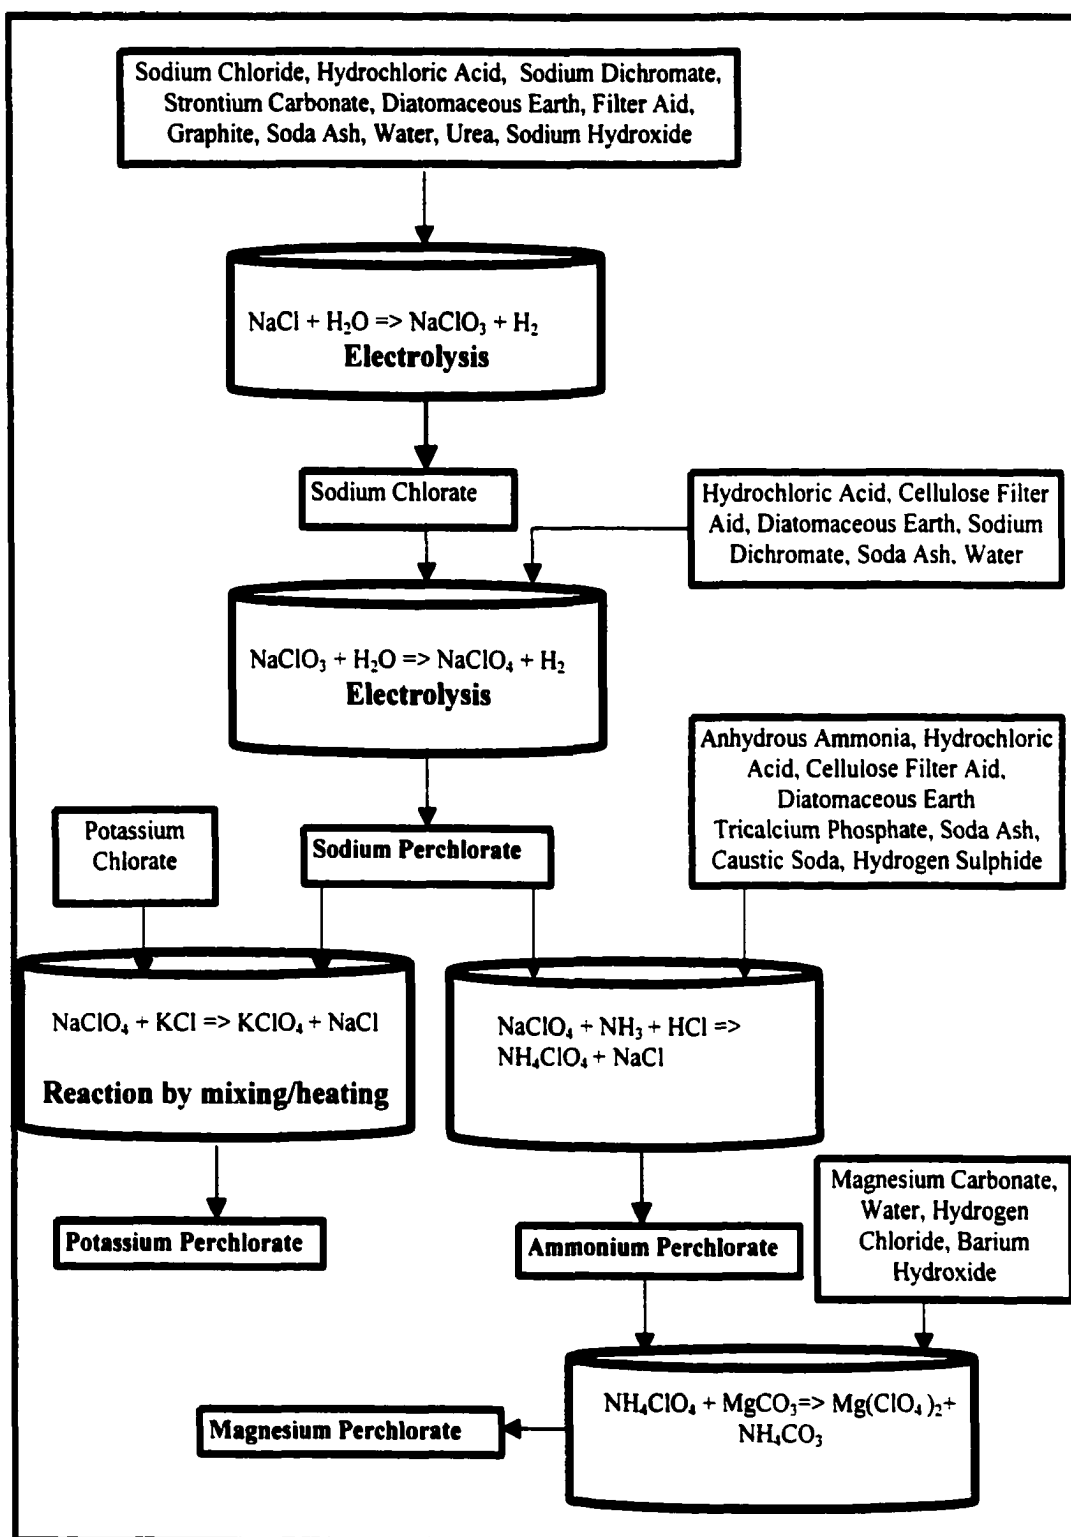 Sodium Chloride, Hydrochloric Acid, Sodium Dichromate,
Strontium Carbonate, Diatomaceous Earth, Filter Aid,
Graphite, Soda Ash, Water, Urea, Sodium Hydroxide
NaCl + H₂O => NaClO₃ + H₂
Electrolysis
Sodium Chlorate
Hydrochloric Acid, Cellulose Filter
Aid, Diatomaceous Earth, Sodium
Dichromate, Soda Ash, Water
NaClO₃ + H₂O => NaClO₄ + H₂
Electrolysis
Anhydrous Ammonia, Hydrochloric
Acid, Cellulose Filter Aid,
Diatomaceous Earth
Tricalcium Phosphate, Soda Ash,
Caustic Soda, Hydrogen Sulphide
Potassium
Chlorate
Sodium Perchlorate
NaClO₄ + KCl => KClO₄ + NaCl
Reaction by mixing/heating
NaClO₄ + NH₃ + HCl =>
NH₄ClO₄ + NaCl
Magnesium Carbonate,
Water, Hydrogen
Chloride, Barium
Hydroxide
Potassium Perchlorate
Ammonium Perchlorate
NH₄ClO₄ + MgCO₃=> Mg(ClO₄)₂+
NH₄CO₃
Magnesium Perchlorate